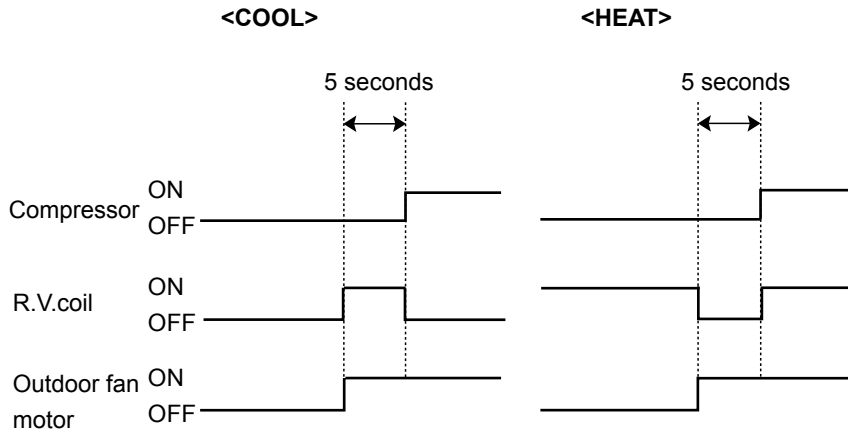 <COOL>
<HEAT>
5 seconds
5 seconds
Compressor
ON
OFF
R.V.coil
ON
OFF
Outdoor fan
motor
ON
OFF